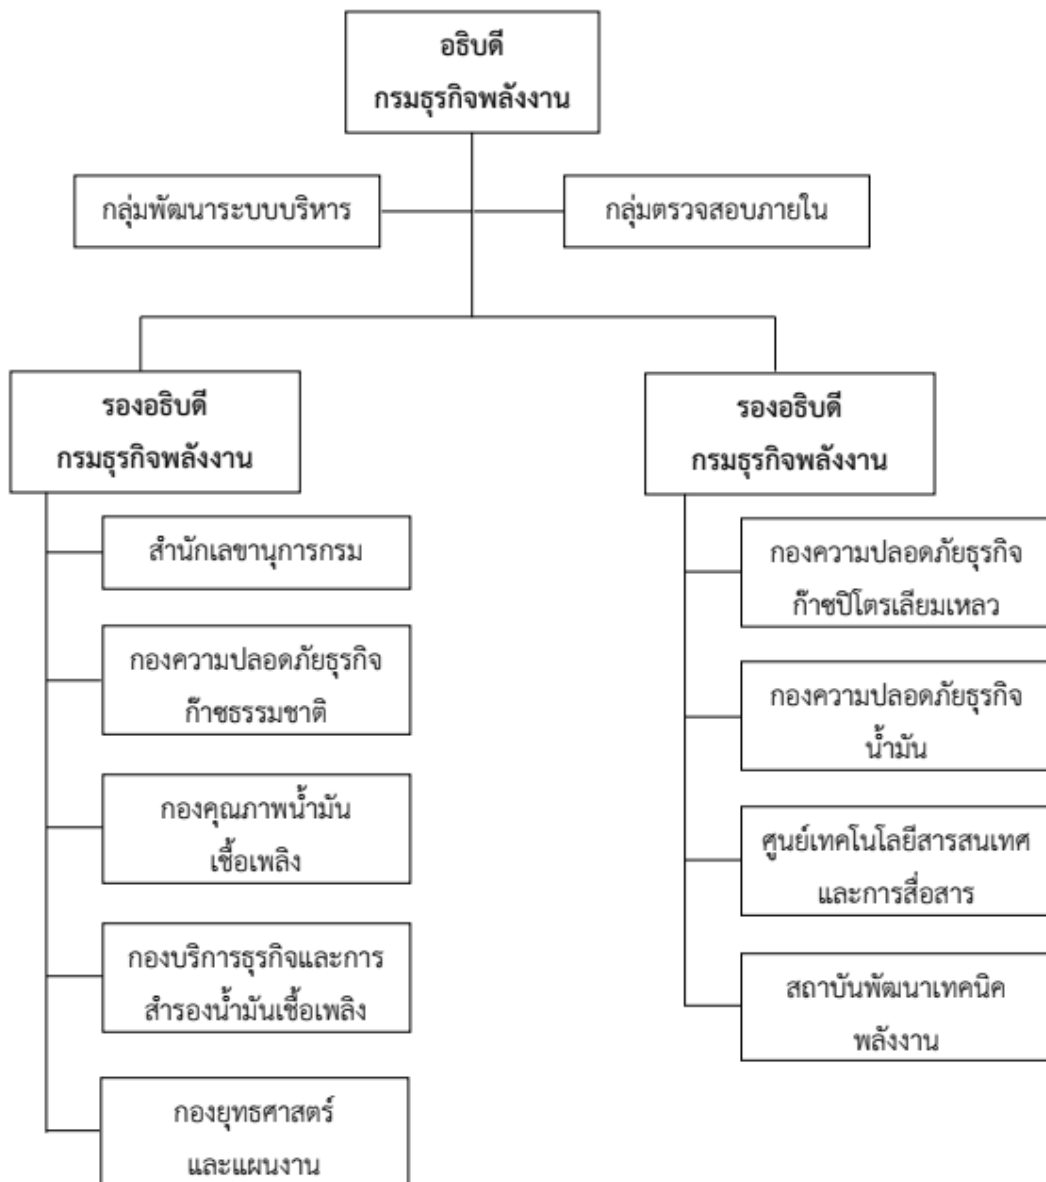 อธิบดี
กรมธุรกิจพลังงาน
กลุ่มพัฒนาระบบบริหาร
กลุ่มตรวจสอบภายใน
รองอธิบดี
กรมธุรกิจพลังงาน
สำนักเลขานุการกรม
กองความปลอดภัยธุรกิจ
ก๊าซธรรมชาติ
กองคุณภาพน้ำมัน
เชื้อเพลิง
กองบริการธุรกิจและการ
สำรองน้ำมันเชื้อเพลิง
กองยุทธศาสตร์
และแผนงาน
รองอธิบดี
กรมธุรกิจพลังงาน
กองความปลอดภัยธุรกิจ
ก๊าซปิโตรเลียมเหลว
กองความปลอดภัยธุรกิจ
น้ำมัน
ศูนย์เทคโนโลยีสารสนเทศ
และการสื่อสาร
สถาบันพัฒนาเทคนิค
พลังงาน